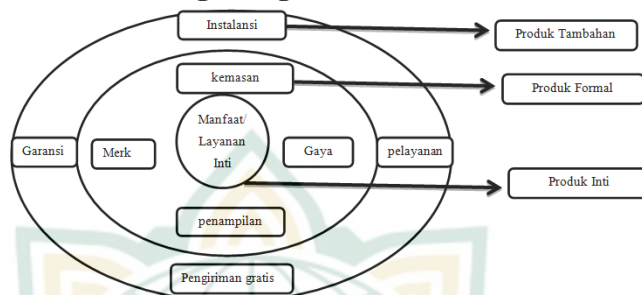 Instalansi
Produk Tambahan
kemasan
Produk Formal
Manfaat/
Layanan
Inti
Garansi
Merk
Gaya
pelayanan
Produk Inti
penampilan
Pengiriman gratis